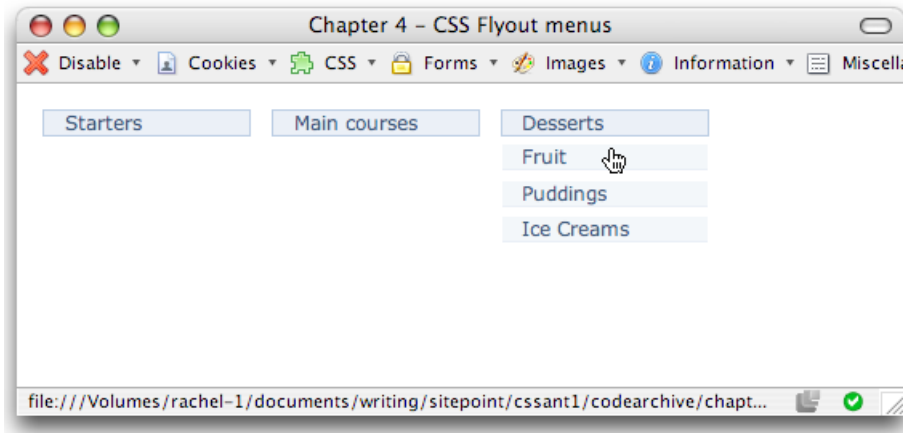 Chapter 4 – CSS Flyout menus
Disable Cookies CSS Forms Images Information Miscella
Starters Main courses Desserts
Fruit
Puddings
Ice Creams
file:///Volumes/rachel-1/documents/writing/sitepoint/cssant1/codearchive/chapt...